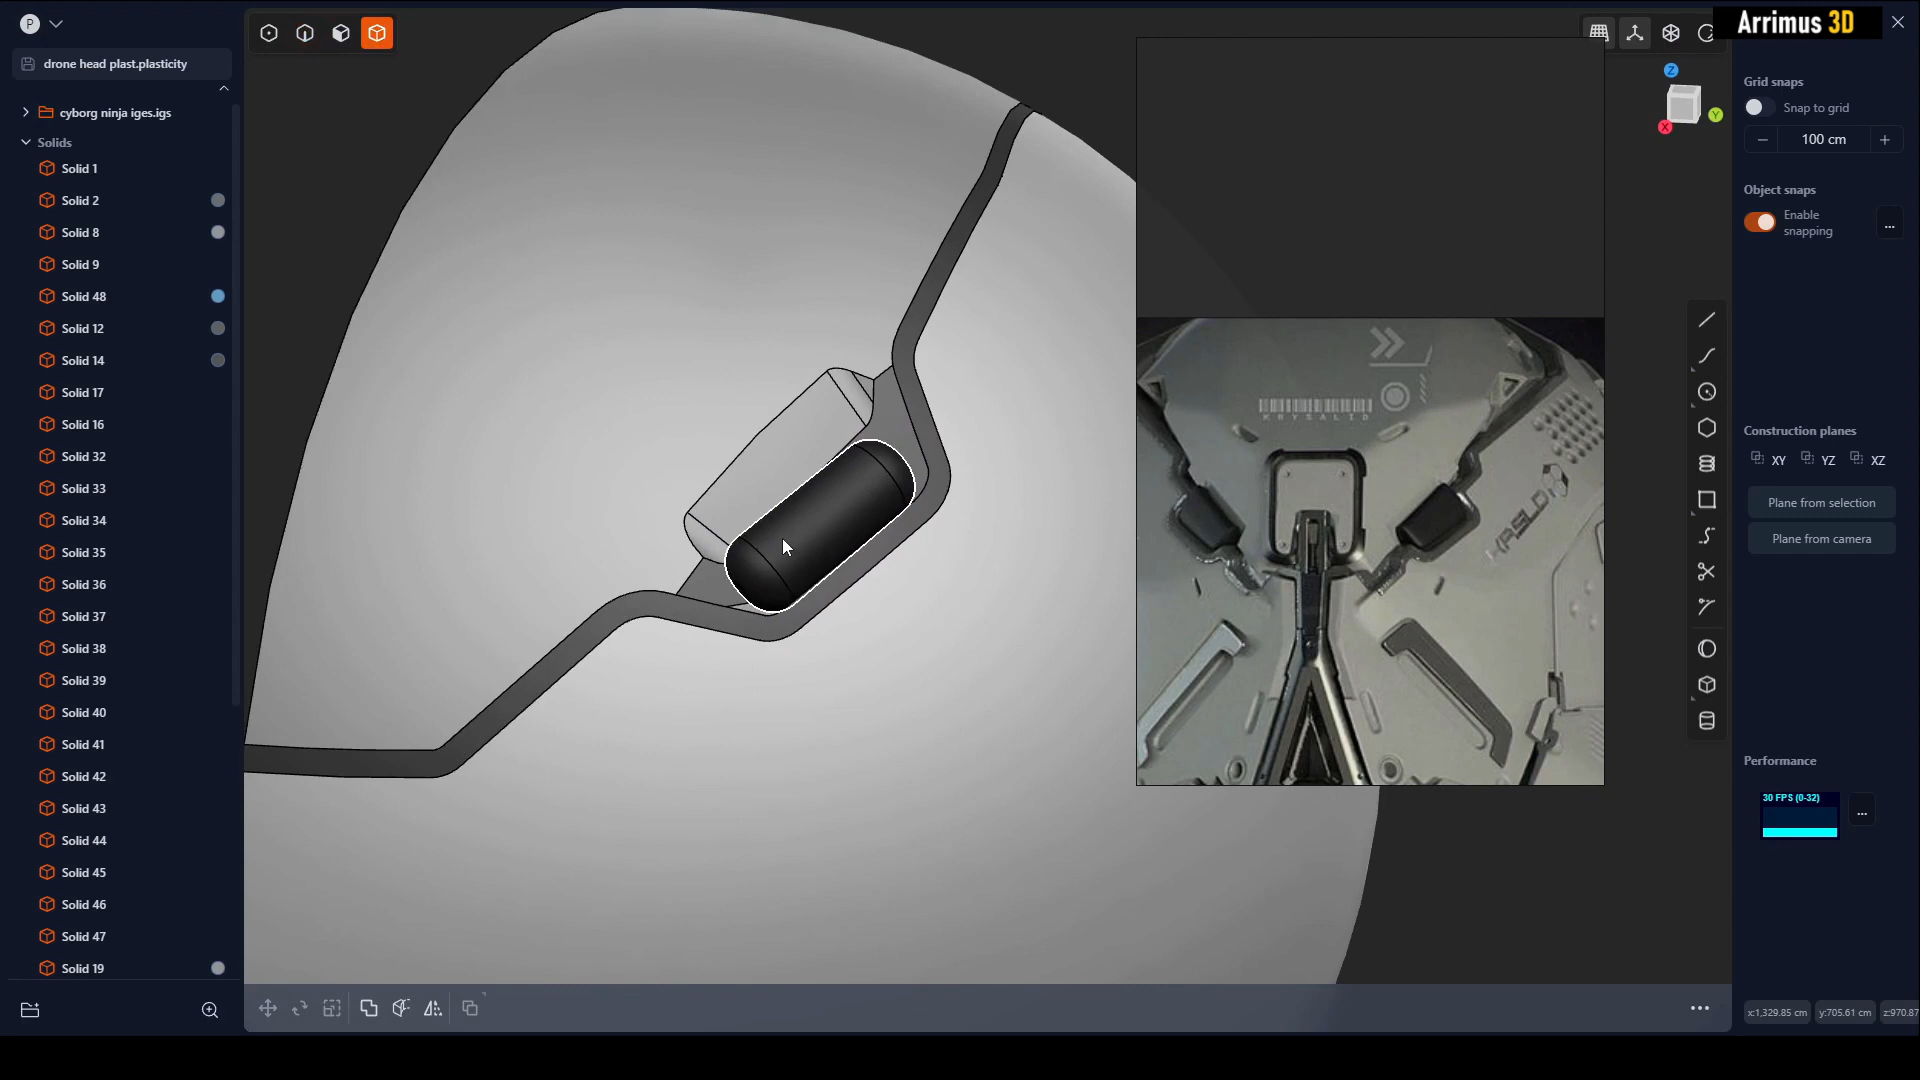 P
drone head plast.plasticity
cyborg ninja iges.igs
Solids
Solid 1
Solid 2
Solid 8
Solid 9
Solid 48
Solid 12
Solid 14
Solid 17
Solid 16
Solid 32
Solid 33
Solid 34
Solid 35
Solid 36
Solid 37
Solid 38
Solid 39
Solid 40
Solid 41
Solid 42
Solid 43
Solid 44
Solid 45
Solid 46
Solid 47
Solid 19
KRYSALID
KASLD
Arrimus 3D
Z
Y
X
Grid snaps
Snap to grid
100 cm
Object snaps
Enable
snapping
...
Construction planes
XY YZ XZ
Plane from selection
Plane from camera
Performance
30 FPS (0-32)
...
x:1,329.85 cm y:705.61 cm z:970.87